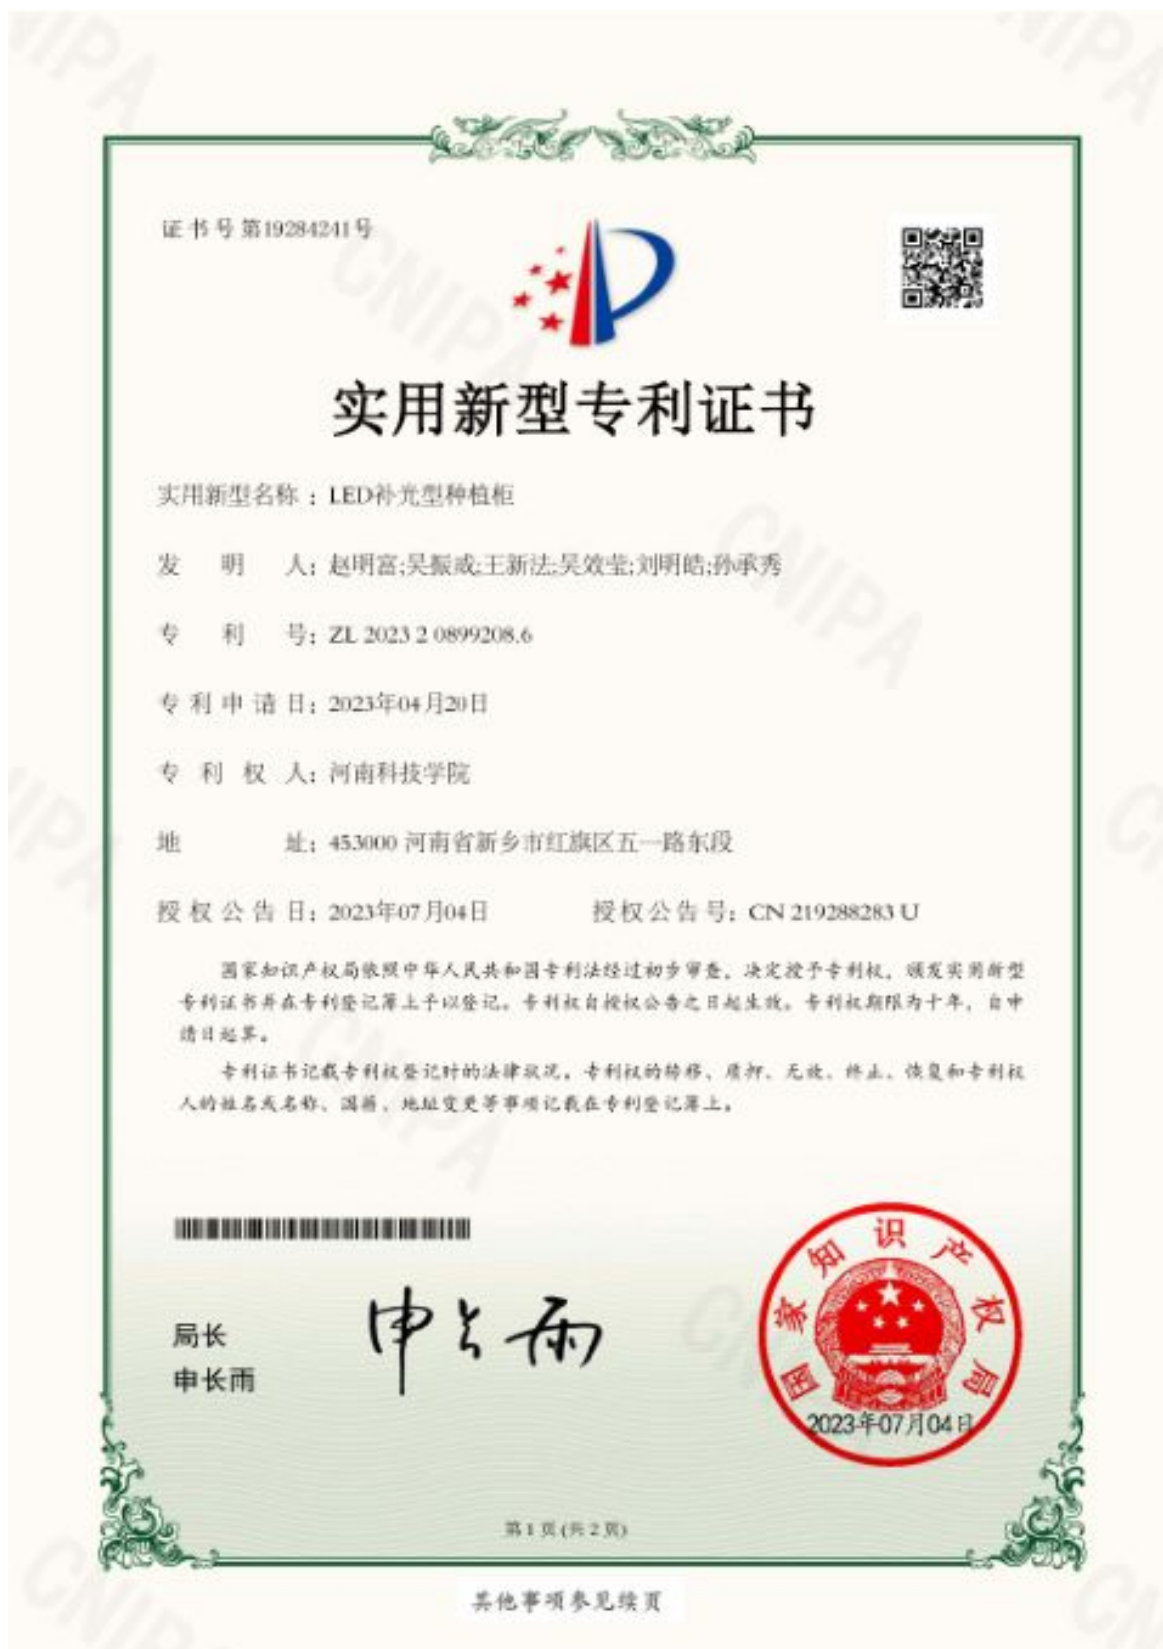 证书号第19284241号
实用新型专利证书
实用新型名称：LED补光型种植柜
发 明 人：赵明富;吴振威;王新法;吴效莹;刘明皓;孙承秀
专 利 号：ZL 2023 2 0899208.6
专利申请日：2023年04月20日
专 利 权 人：河南科技学院
地 址：453000 河南省新乡市红旗区五一路东段
授权公告日：2023年07月04日 授权公告号：CN 219288283 U
国家知识产权局依照中华人民共和国专利法经过初步审查，决定授予专利权，颁发实用新型
专利证书并在专利登记簿上予以登记。专利权自授权公告之日起生效。专利权期限为十年，自申
请日起算。
专利证书记载专利权登记时的法律状况。专利权的转移、质押、无效、终止、恢复和专利权
人的姓名或名称、国籍、地址变更等事项记载在专利登记簿上。
局长
申长雨
申长雨
国家知识产权局
2023年07月04日
第1页(共2页)
其他事项参见续页
CNIPA